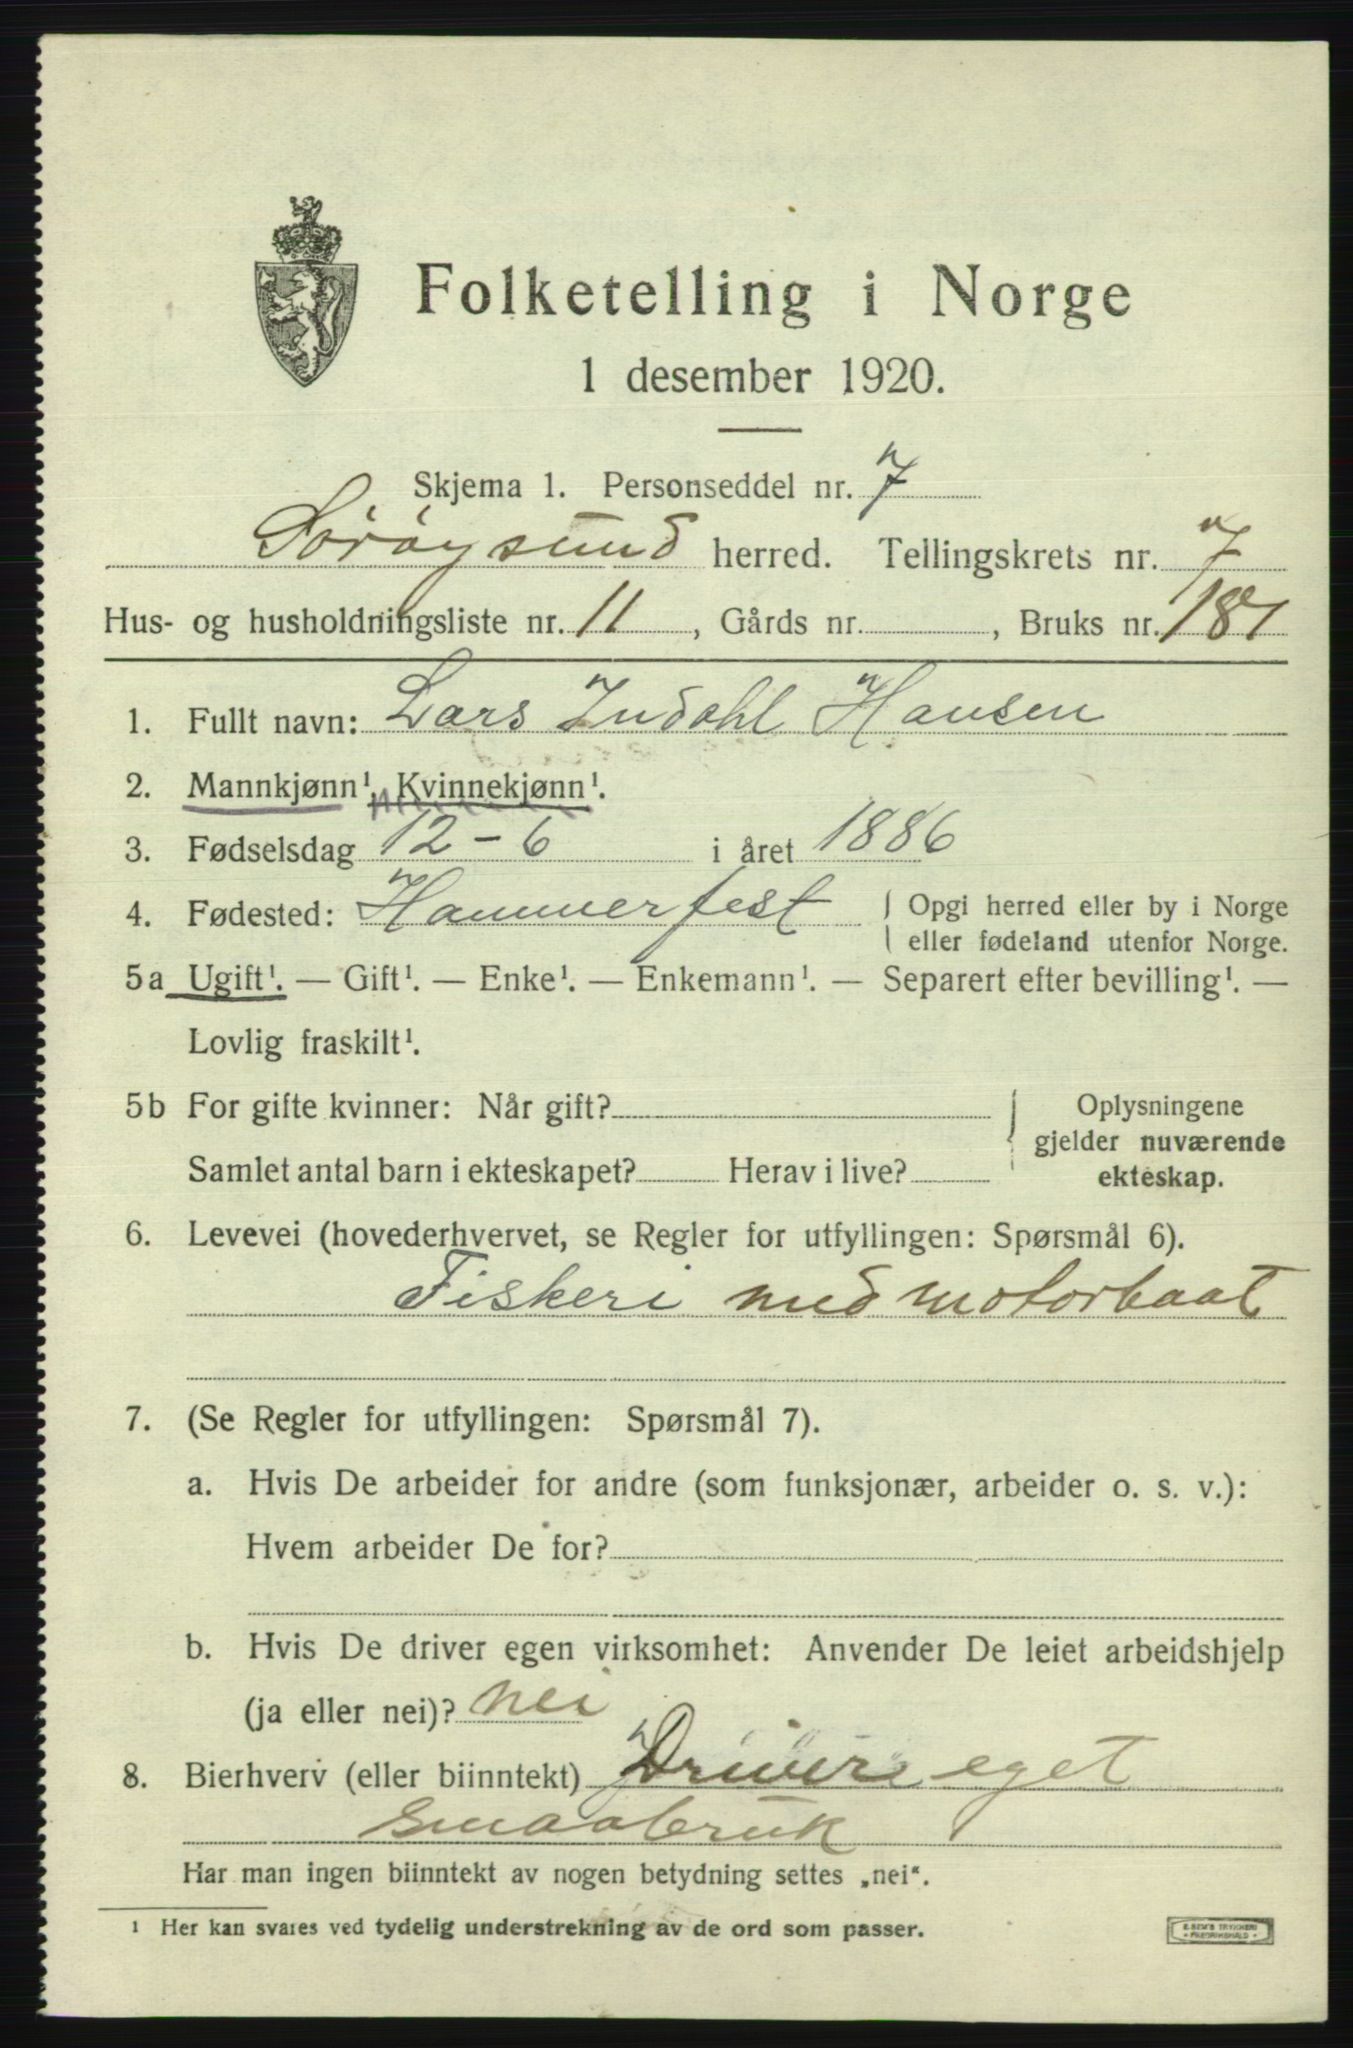 Folketelling i Norge
1 desember 1920.
Skjema 1. Personseddel nr. 7
Sørøysund herred. Tellingskrets nr. 7
Hus- og husholdningsliste nr. 11, Gårds nr. , Bruks nr. 181
1. Fullt navn: Lars Indahl Hansen
2. Mannkjønn¹, Kvinnekjønn¹.
3. Fødselsdag 12-6 i året 1886
4. Fødested: Hammerfest { Opgi herred eller by i Norge
eller fødeland utenfor Norge.
5a Ugift¹. — Gift¹. — Enke¹. — Enkemann¹. — Separert efter bevilling¹. —
Lovlig fraskilt¹.
5b For gifte kvinner: Når gift? { Oplysningene
gjelder nuværende
Samlet antal barn i ekteskapet? Herav i live? ekteskap.
6. Levevei (hovederhvervet, se Regler for utfyllingen: Spørsmål 6).
Fiskeri med motorbaat
7. (Se Regler for utfyllingen: Spørsmål 7).
a. Hvis De arbeider for andre (som funksjonær, arbeider o. s. v.):
Hvem arbeider De for?
b. Hvis De driver egen virksomhet: Anvender De leiet arbeidshjelp
(ja eller nei)? nei
8. Bierhverv (eller biinntekt) Driver eget
smaabruk
Har man ingen biinntekt av nogen betydning settes „nei“.
¹ Her kan svares ved tydelig understrekning av de ord som passer.
E. SEM'S TRYKKERI
FREDRIKSHALD